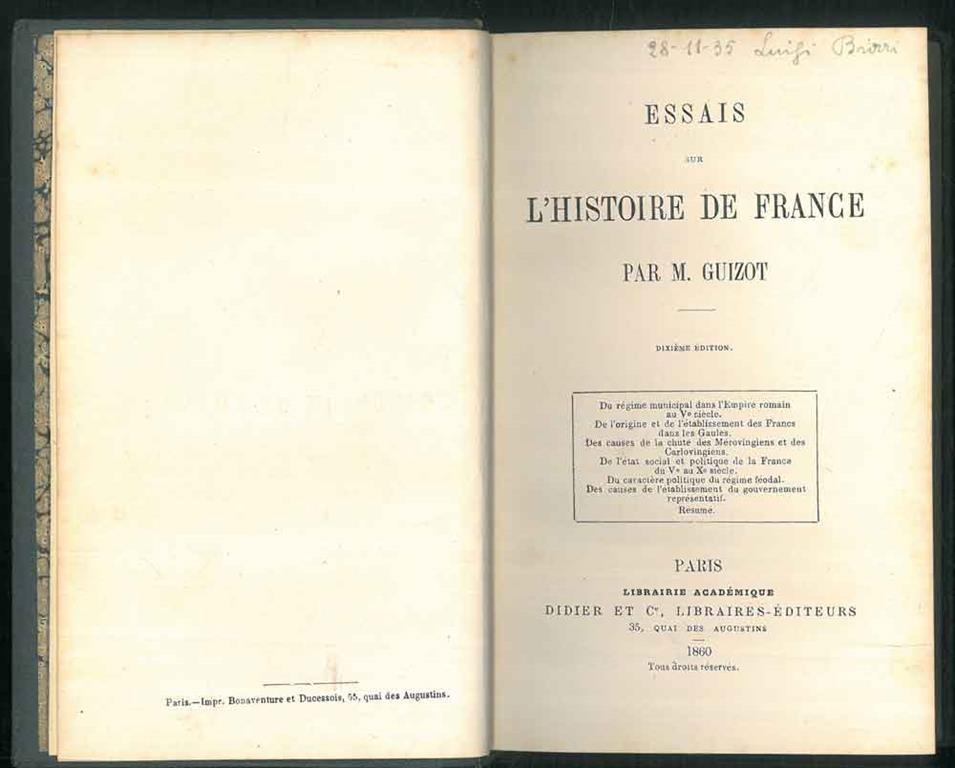 Paris.—Impr. Bonaventure et Ducessois, 55, quai des Augustins.
28-11-35 Luigi
ESSAIS
SUR
L'HISTOIRE DE FRANCE
PAR M. GUIZOT
DIXIÈME ÉDITION.
Du régime municipal dans l'Empire romain
au Ve siècle.
De l'origine et de l'établissement des Francs
dans les Gaules.
Des causes de la chute des Mérovingiens et des
Carlovingiens.
De l'état social et politique de la France
du Ve au Xe siècle.
Du caractère politique du régime féodal.
Des causes de l'établissement du gouvernement
représentatif.
Résumé.
PARIS
LIBRAIRIE ACADÉMIQUE
DIDIER ET Ce, LIBRAIRES-ÉDITEURS
35, QUAI DES AUGUSTINS
1860
Tous droits réservés.